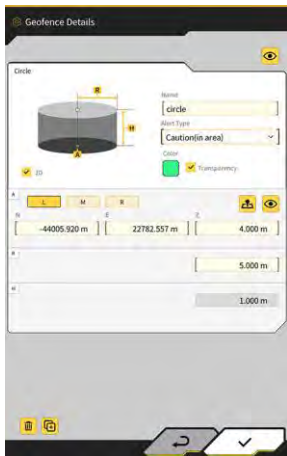 Geofence Details
Circle
R
H
A
2D
Name
circle
Alert Type
Caution(in area)
Color
Transparency
A
L M R
N E Z
-44005.920 m 22782.557 m 4.000 m
R
5.000 m
H
1.000 m